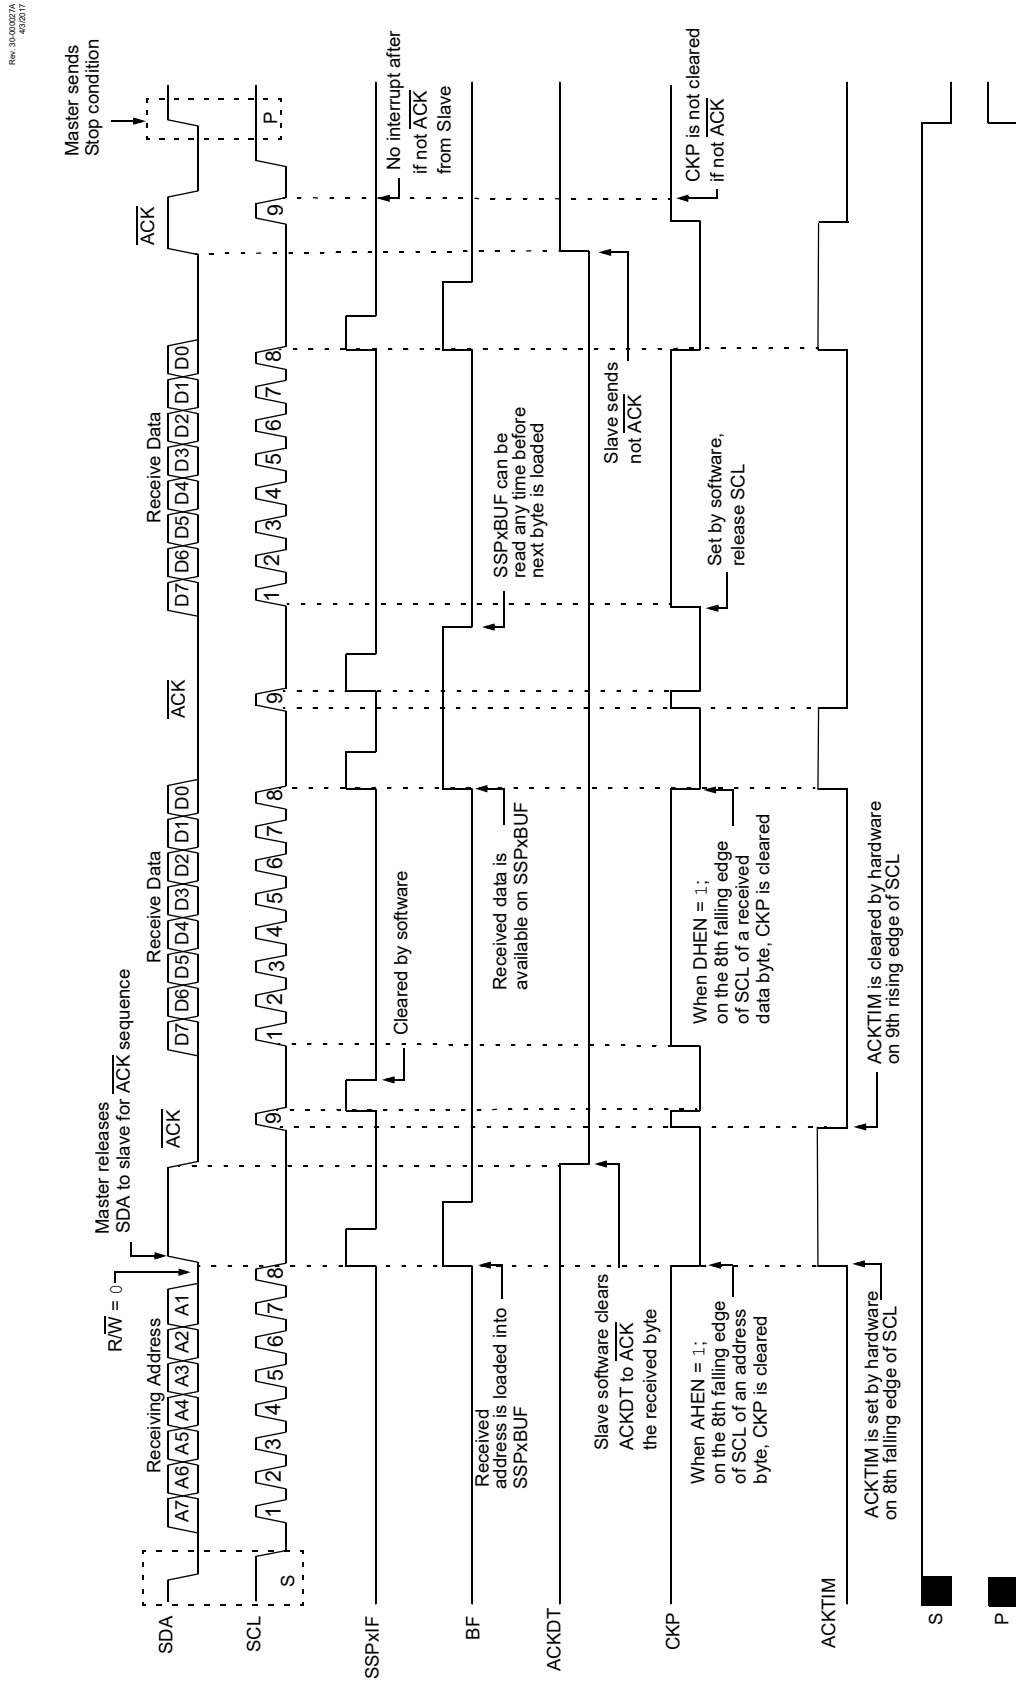 Rev. 30-000027A
4/3/2017
Master releases
SDA to slave for ACK sequence
Master sends
Stop condition
R/W = 0
Receiving Address
ACK
Receive Data
ACK
Receive Data
ACK
SDA
A7 A6 A5 A4 A3 A2 A1
D7 D6 D5 D4 D3 D2 D1 D0
D7 D6 D5 D4 D3 D2 D1 D0
SCL
S
1 2 3 4 5 6 7 8 9
1 2 3 4 5 6 7 8 9
1 2 3 4 5 6 7 8 9
P
SSPxIF
Cleared by software
No interrupt after
if not ACK
from Slave
BF
Received
address is loaded into
SSPxBUF
Received data is
available on SSPxBUF
SSPxBUF can be
read any time before
next byte is loaded
ACKDT
Slave software clears
ACKDT to ACK
the received byte
Slave sends
not ACK
CKP
When AHEN = 1;
on the 8th falling edge
of SCL of an address
byte, CKP is cleared
When DHEN = 1;
on the 8th falling edge
of SCL of a received
data byte, CKP is cleared
Set by software,
release SCL
CKP is not cleared
if not ACK
ACKTIM
ACKTIM is set by hardware
on 8th falling edge of SCL
ACKTIM is cleared by hardware
on 9th rising edge of SCL
S
P